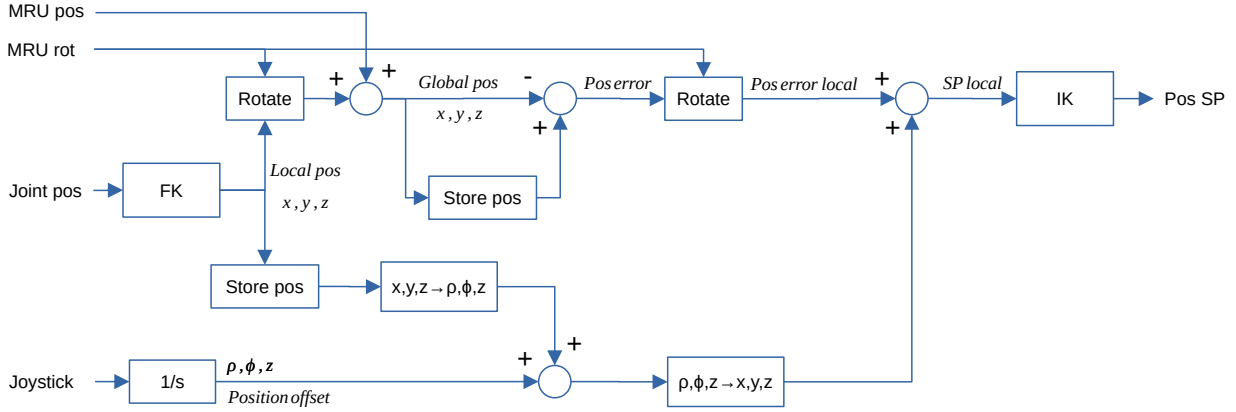 MRU pos
MRU rot
+
+
Global pos
x , y , z
-
+
Pos error
Rotate
Rotate
Pos error local
+
+
SP local
IK
Pos SP
Joint pos
FK
Local pos
x , y , z
Store pos
Store pos
x,y,z→ρ,ϕ,z
Joystick
1/s
ρ , ϕ , z
Position offset
+
+
ρ,ϕ,z→x,y,z